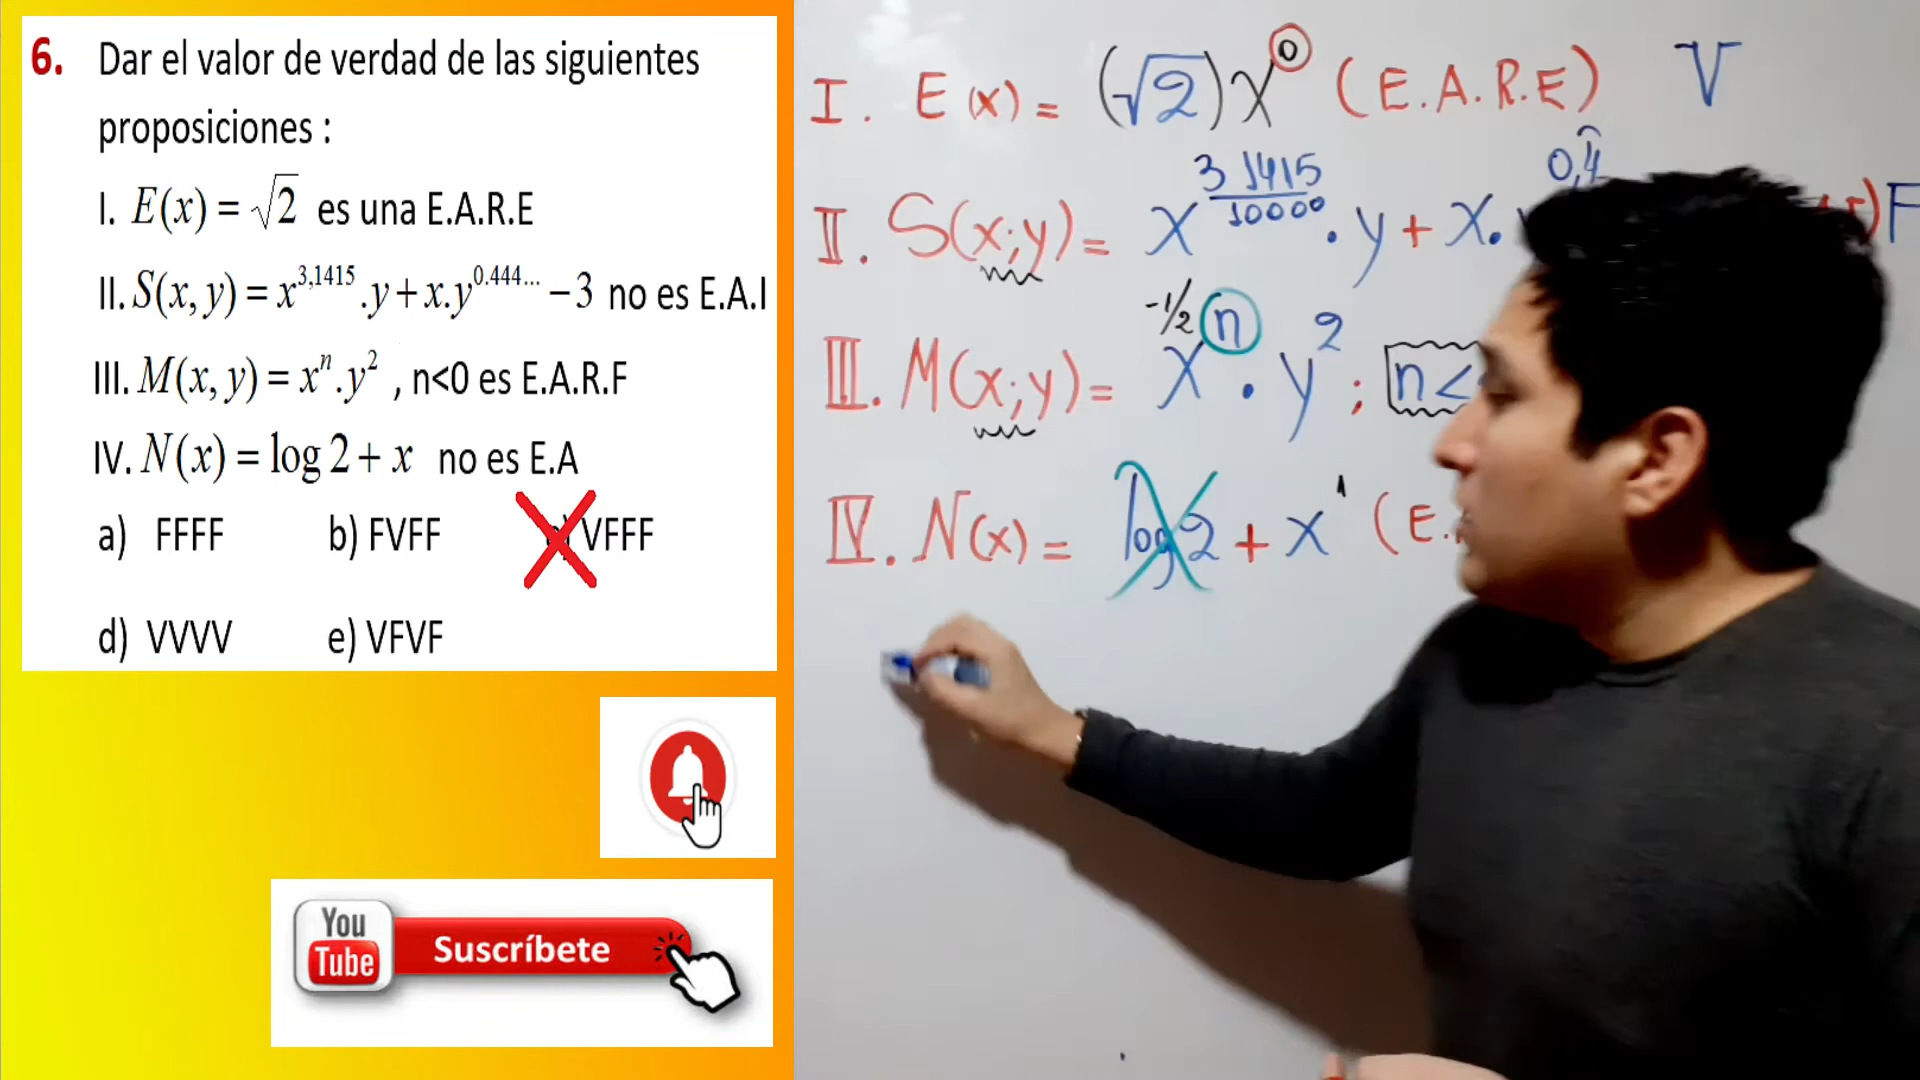 6. Dar el valor de verdad de las siguientes
proposiciones :
I. E(x) = √2 es una E.A.R.E
II. S(x, y) = x^3,1415 .y + x.y^0.444... − 3 no es E.A.I
III. M(x, y) = x^n.y^2 , n<0 es E.A.R.F
IV. N(x) = log 2 + x no es E.A
a) FFFF b) FVFF VFFF
d) VVVV e) VFVF
You
Tube
Suscríbete
I. E(x) = (√2)x^0 (E.A.R.E) V
II. S(x;y) = x^31415/10000 . y + x. 0,4 F
III. M(x;y) = x^n . y^2 ; n<
-1/2
IV. N(x) = log 2 + x^1 (E.